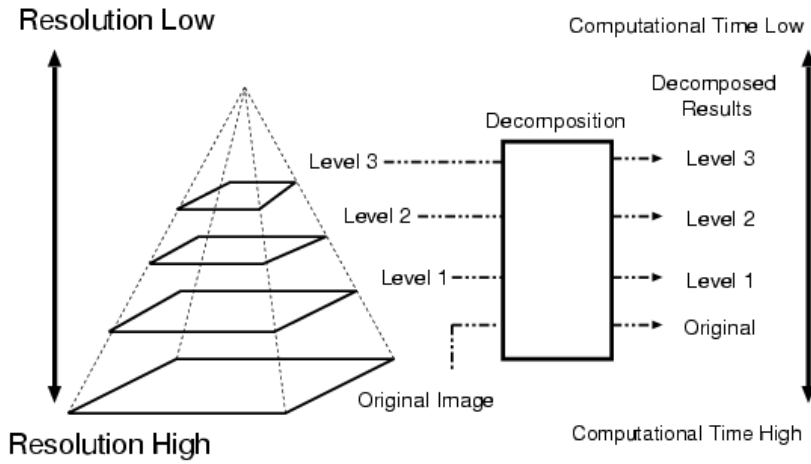 Resolution Low
Computational Time Low
Decomposed
Results
Decomposition
Level 3
Level 3
Level 2
Level 2
Level 1
Level 1
Original
Original Image
Resolution High
Computational Time High